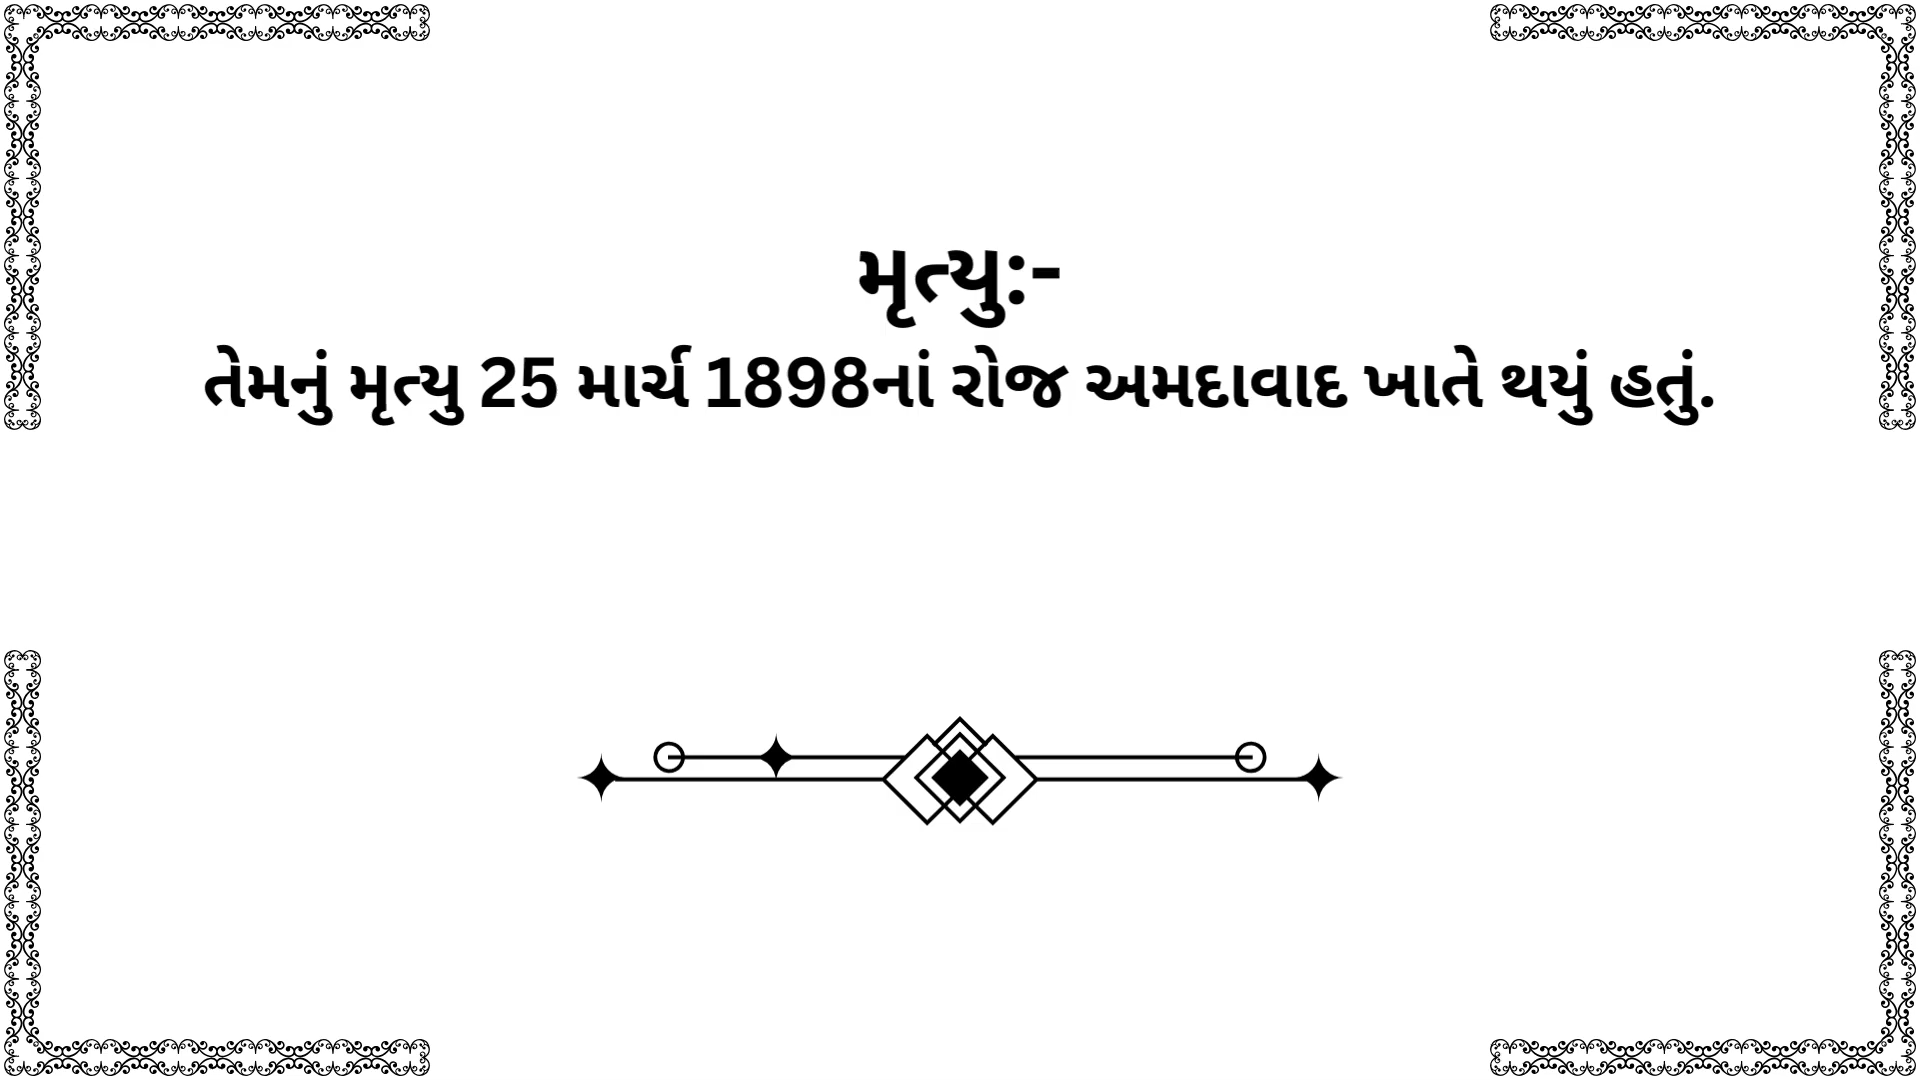 મૃત્યુ:-
તેમનું મૃત્યુ 25 માર્ચ 1898નાં રોજ અમદાવાદ ખાતે થયું હતું.